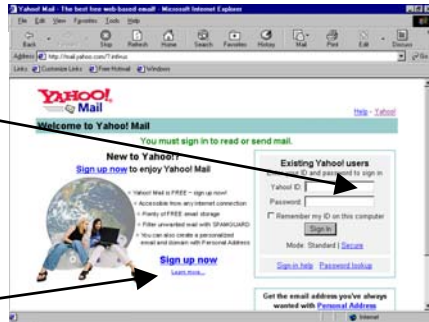 Yahoo! Mail - The best free web-based email! - Microsoft Internet Explorer
File Edit View Favorites Tools Help
Back Stop Refresh Home Search Favorites History Mail Print Edit Discuss
Address http://mail.yahoo.com/?.intl=us Go
Links Customize Links Free Hotmail Windows
YAHOO! Mail
Help - Yahoo!
Welcome to Yahoo! Mail
You must sign in to read or send mail.
New to Yahoo!?
Sign up now to enjoy Yahoo! Mail
Yahoo! Mail is FREE - sign up now!
Accessible from any internet connection
Plenty of FREE email storage
Filter unwanted mail with SPAMGUARD
You can also create a personalized
email and domain with Personal Address
Sign up now
Learn more...
Existing Yahoo! users
your ID and password to sign in
Yahoo! ID:
Password:
Remember my ID on this computer
Sign in
Mode: Standard | Secure
Sign-in help Password lookup
Get the email address you've always
wanted with Personal Address
Internet